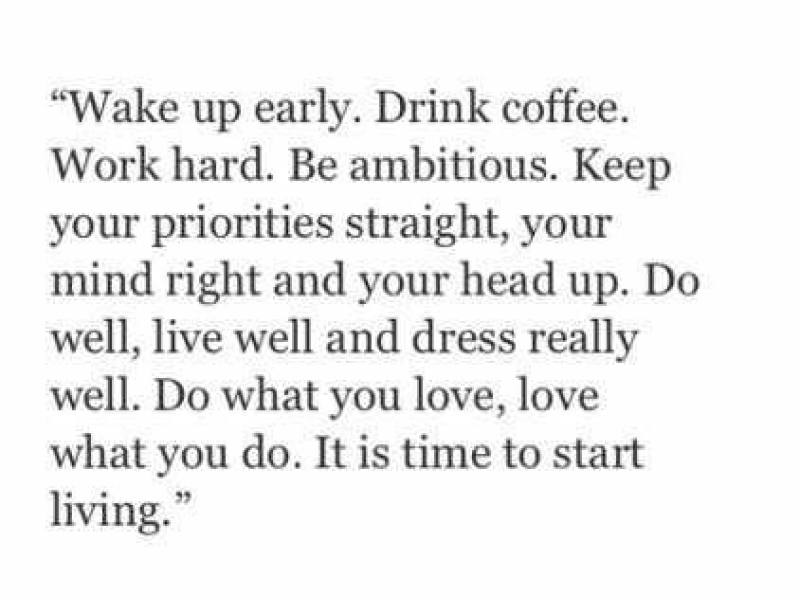 “Wake up early. Drink coffee.
Work hard. Be ambitious. Keep
your priorities straight, your
mind right and your head up. Do
well, live well and dress really
well. Do what you love, love
what you do. It is time to start
living.”